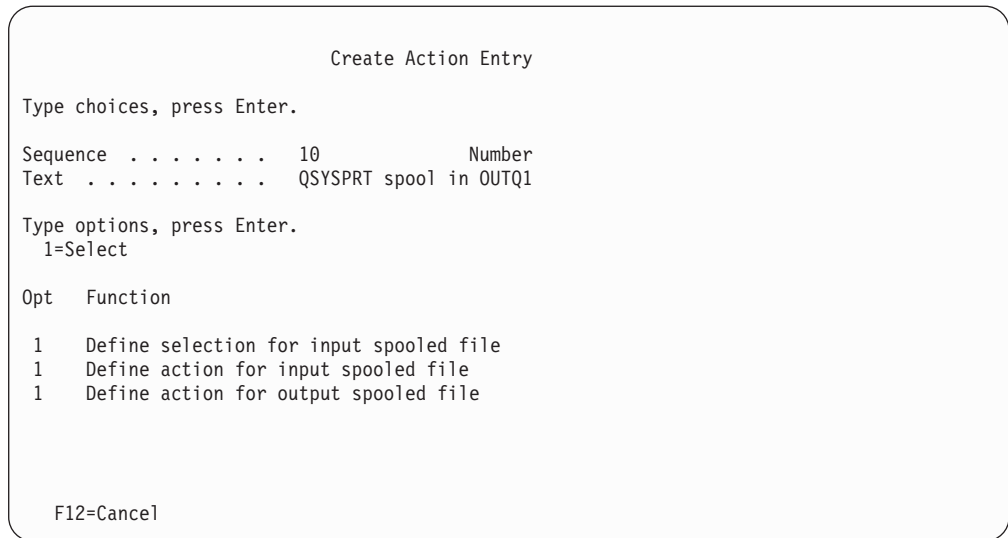 Create Action Entry
Type choices, press Enter.
Sequence . . . . . . . 10 Number
Text . . . . . . . . . QSYSPRT spool in OUTQ1
Type options, press Enter.
1=Select
Opt Function
1 Define selection for input spooled file
1 Define action for input spooled file
1 Define action for output spooled file
F12=Cancel